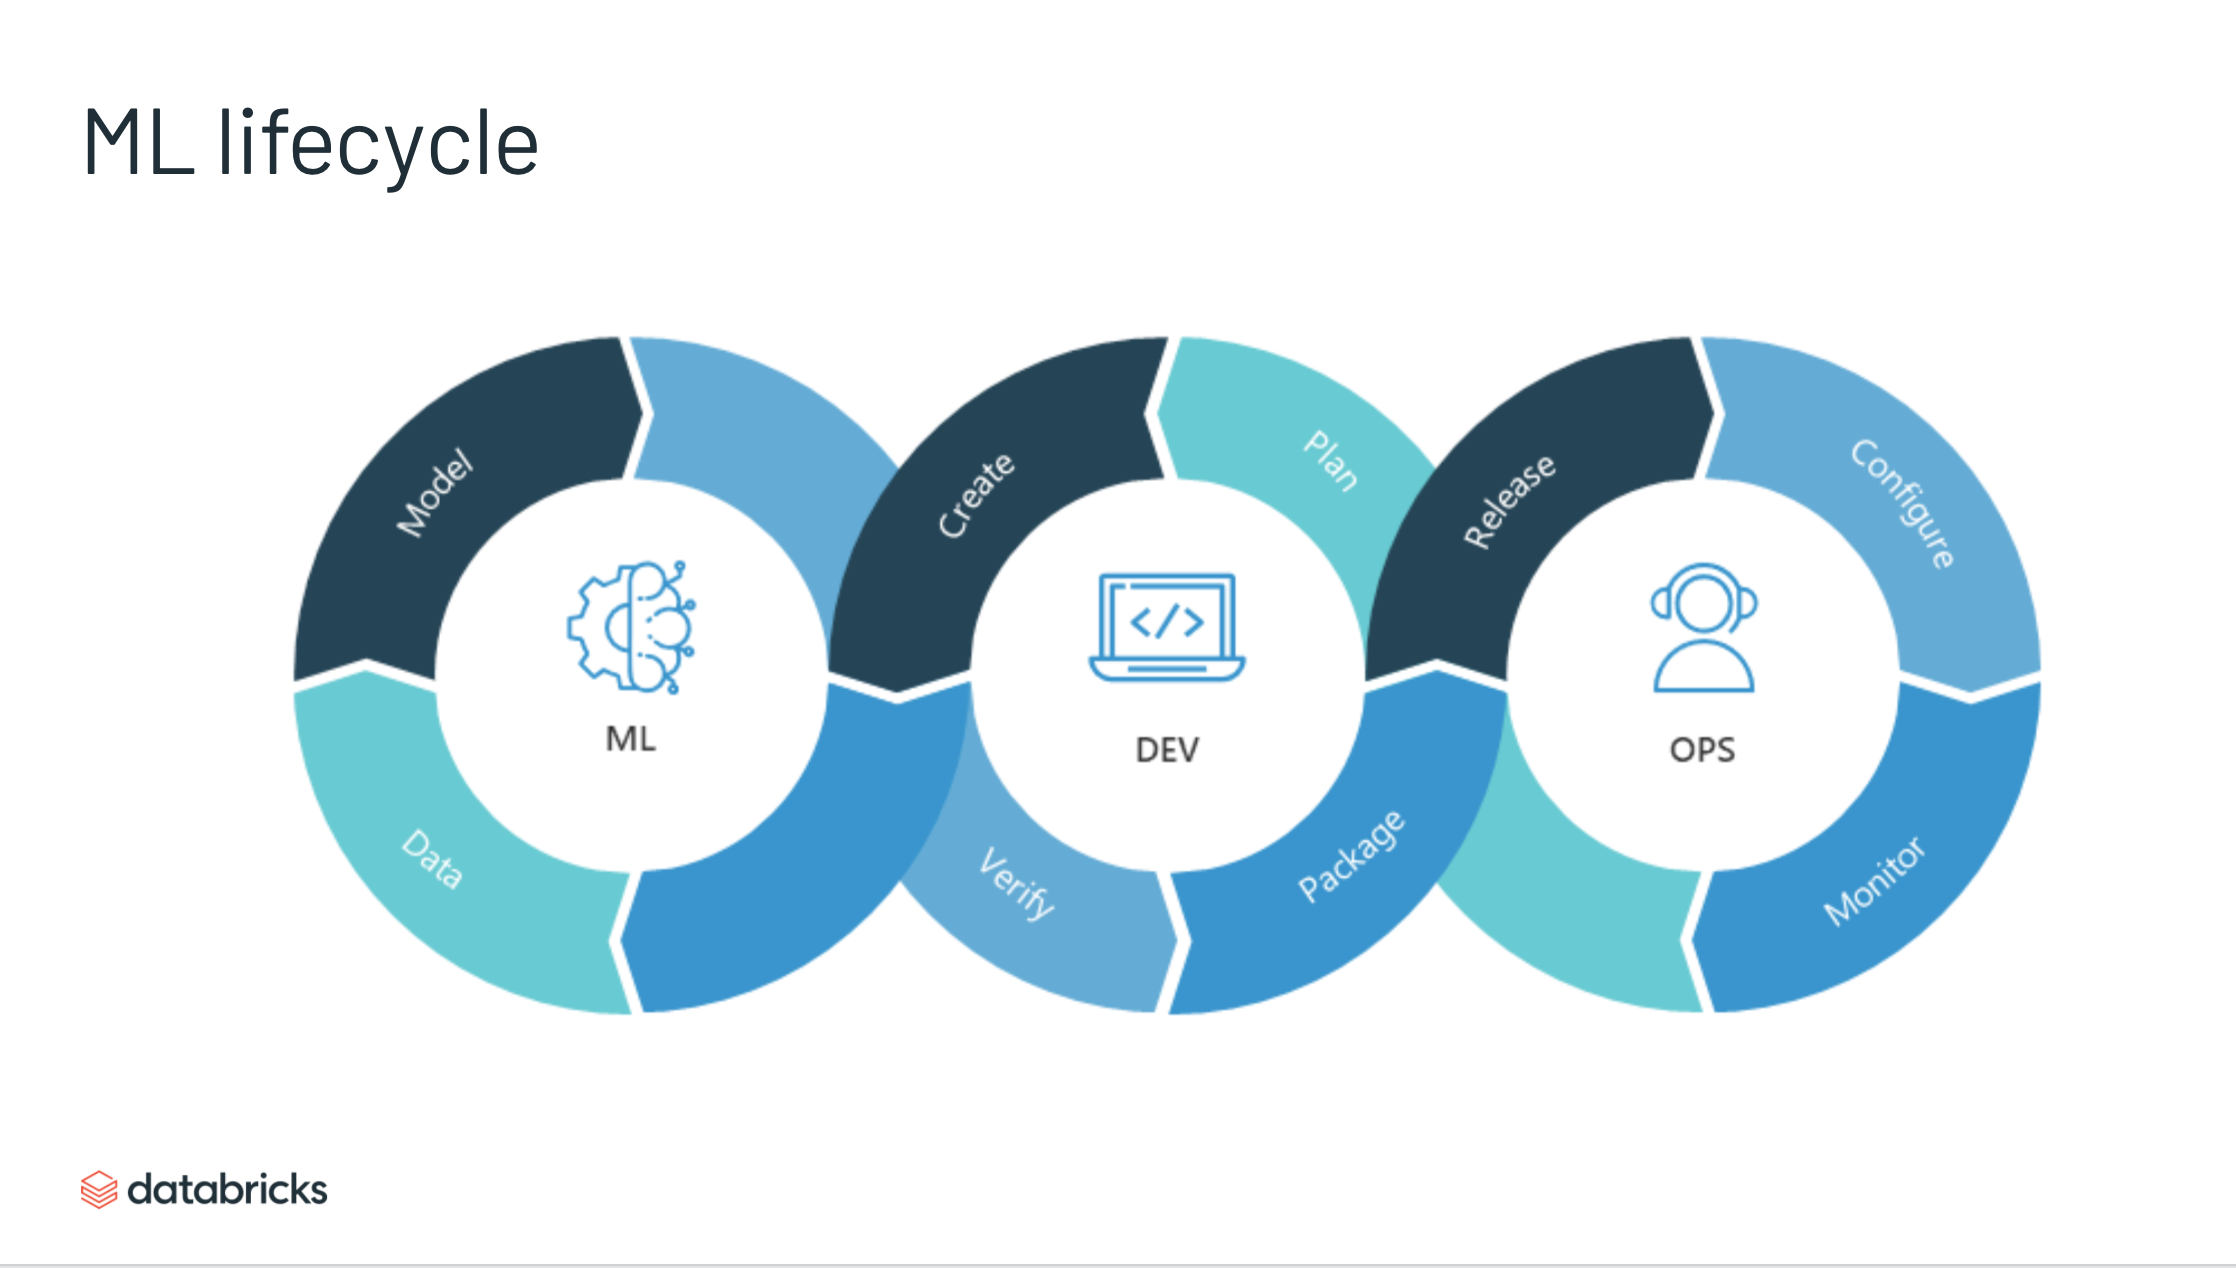 ML lifecycle
Model
Data
ML
Create
Plan
Verify
Package
DEV
Release
Configure
Monitor
OPS
databricks